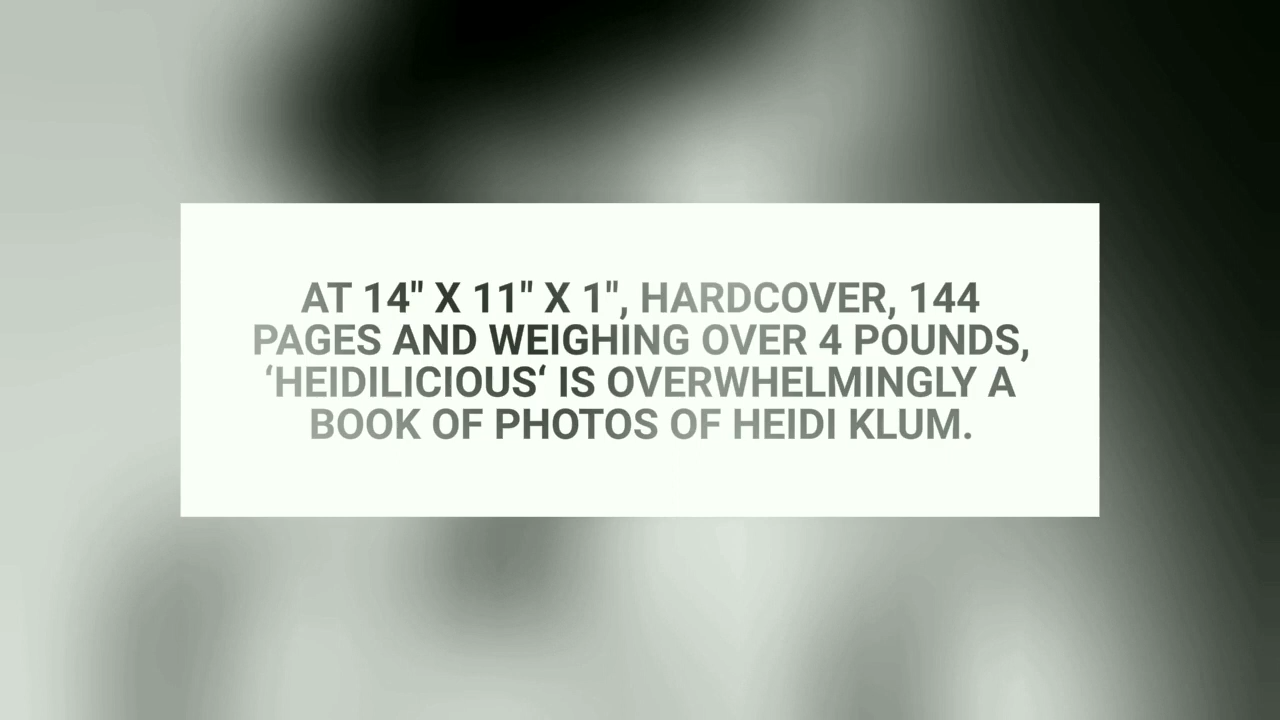 AT 14" X 11" X 1", HARDCOVER, 144
PAGES AND WEIGHING OVER 4 POUNDS,
‘HEIDILICIOUS‘ IS OVERWHELMINGLY A
BOOK OF PHOTOS OF HEIDI KLUM.